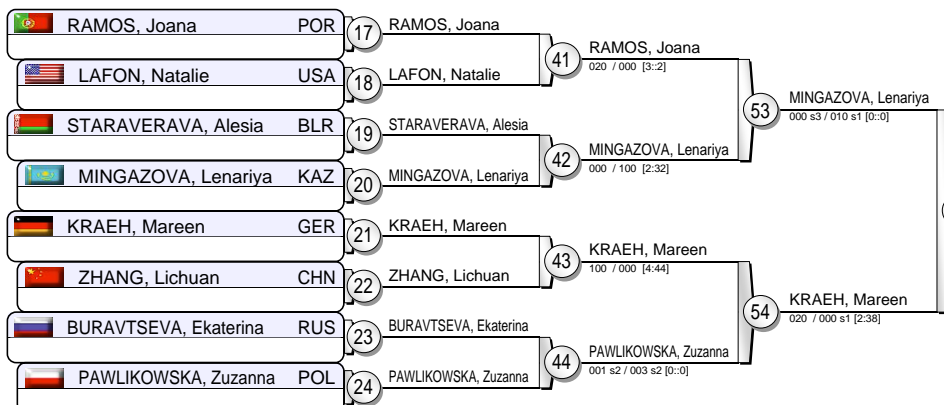 RAMOS, Joana POR
17
RAMOS, Joana
41
RAMOS, Joana
020 / 000 [3::2]
LAFON, Natalie USA
18
LAFON, Natalie
53
MINGAZOVA, Lenariya
000 s3 / 010 s1 [0::0]
STARAVERAVA, Alesia BLR
19
STARAVERAVA, Alesia
42
MINGAZOVA, Lenariya
000 / 100 [2:32]
MINGAZOVA, Lenariya KAZ
20
MINGAZOVA, Lenariya
KRAEH, Mareen GER
21
KRAEH, Mareen
43
KRAEH, Mareen
100 / 000 [4:44]
ZHANG, Lichuan CHN
22
ZHANG, Lichuan
54
KRAEH, Mareen
020 / 000 s1 [2:38]
BURAVTSEVA, Ekaterina RUS
23
BURAVTSEVA, Ekaterina
44
PAWLIKOWSKA, Zuzanna
001 s2 / 003 s2 [0::0]
PAWLIKOWSKA, Zuzanna POL
24
PAWLIKOWSKA, Zuzanna